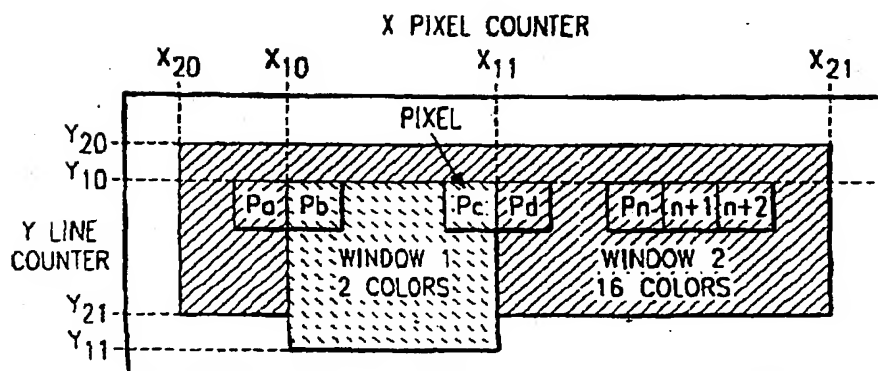 X PIXEL COUNTER
X20 X10 X11 X21
PIXEL
Y20
Y10
Pa Pb Pc Pd Pn n+1 n+2
Y LINE
COUNTER
WINDOW 1
2 COLORS
WINDOW 2
16 COLORS
Y21
Y11